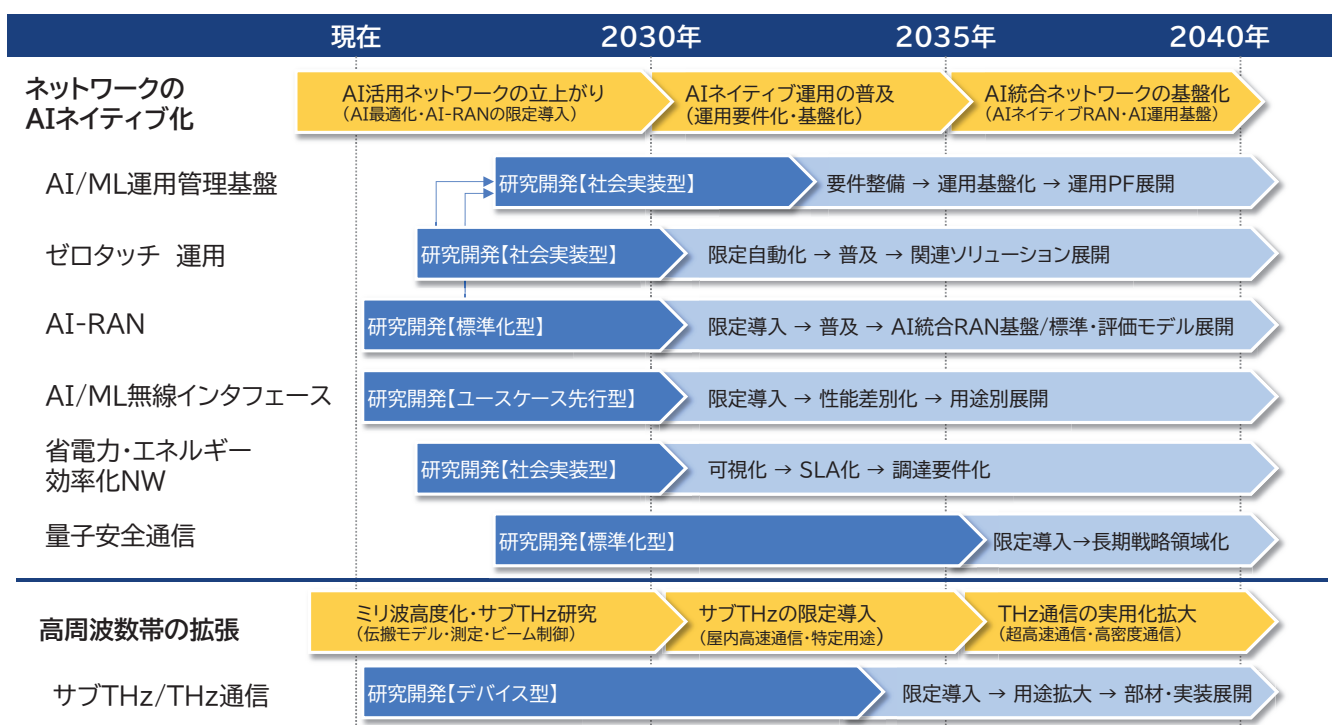 現在 2030年 2035年 2040年
ネットワークの
AIネイティブ化
AI活用ネットワークの立上がり
(AI最適化・AI-RANの限定導入)
AIネイティブ運用の普及
(運用要件化・基盤化)
AI統合ネットワークの基盤化
(AIネイティブRAN・AI運用基盤)
AI/ML運用管理基盤
研究開発【社会実装型】
要件整備 → 運用基盤化 → 運用PF展開
ゼロタッチ 運用
研究開発【社会実装型】
限定自動化 → 普及 → 関連ソリューション展開
AI-RAN
研究開発【標準化型】
限定導入 → 普及 → AI統合RAN基盤/標準・評価モデル展開
AI/ML無線インタフェース
研究開発【ユースケース先行型】
限定導入 → 性能差別化 → 用途別展開
省電力・エネルギー
効率化NW
研究開発【社会実装型】
可視化 → SLA化 → 調達要件化
量子安全通信
研究開発【標準化型】
限定導入→長期戦略領域化
高周波数帯の拡張
ミリ波高度化・サブTHz研究
(伝搬モデル・測定・ビーム制御)
サブTHzの限定導入
(屋内高速通信・特定用途)
THz通信の実用化拡大
(超高速通信・高密度通信)
サブTHz/THz通信
研究開発【デバイス型】
限定導入 → 用途拡大 → 部材・実装展開